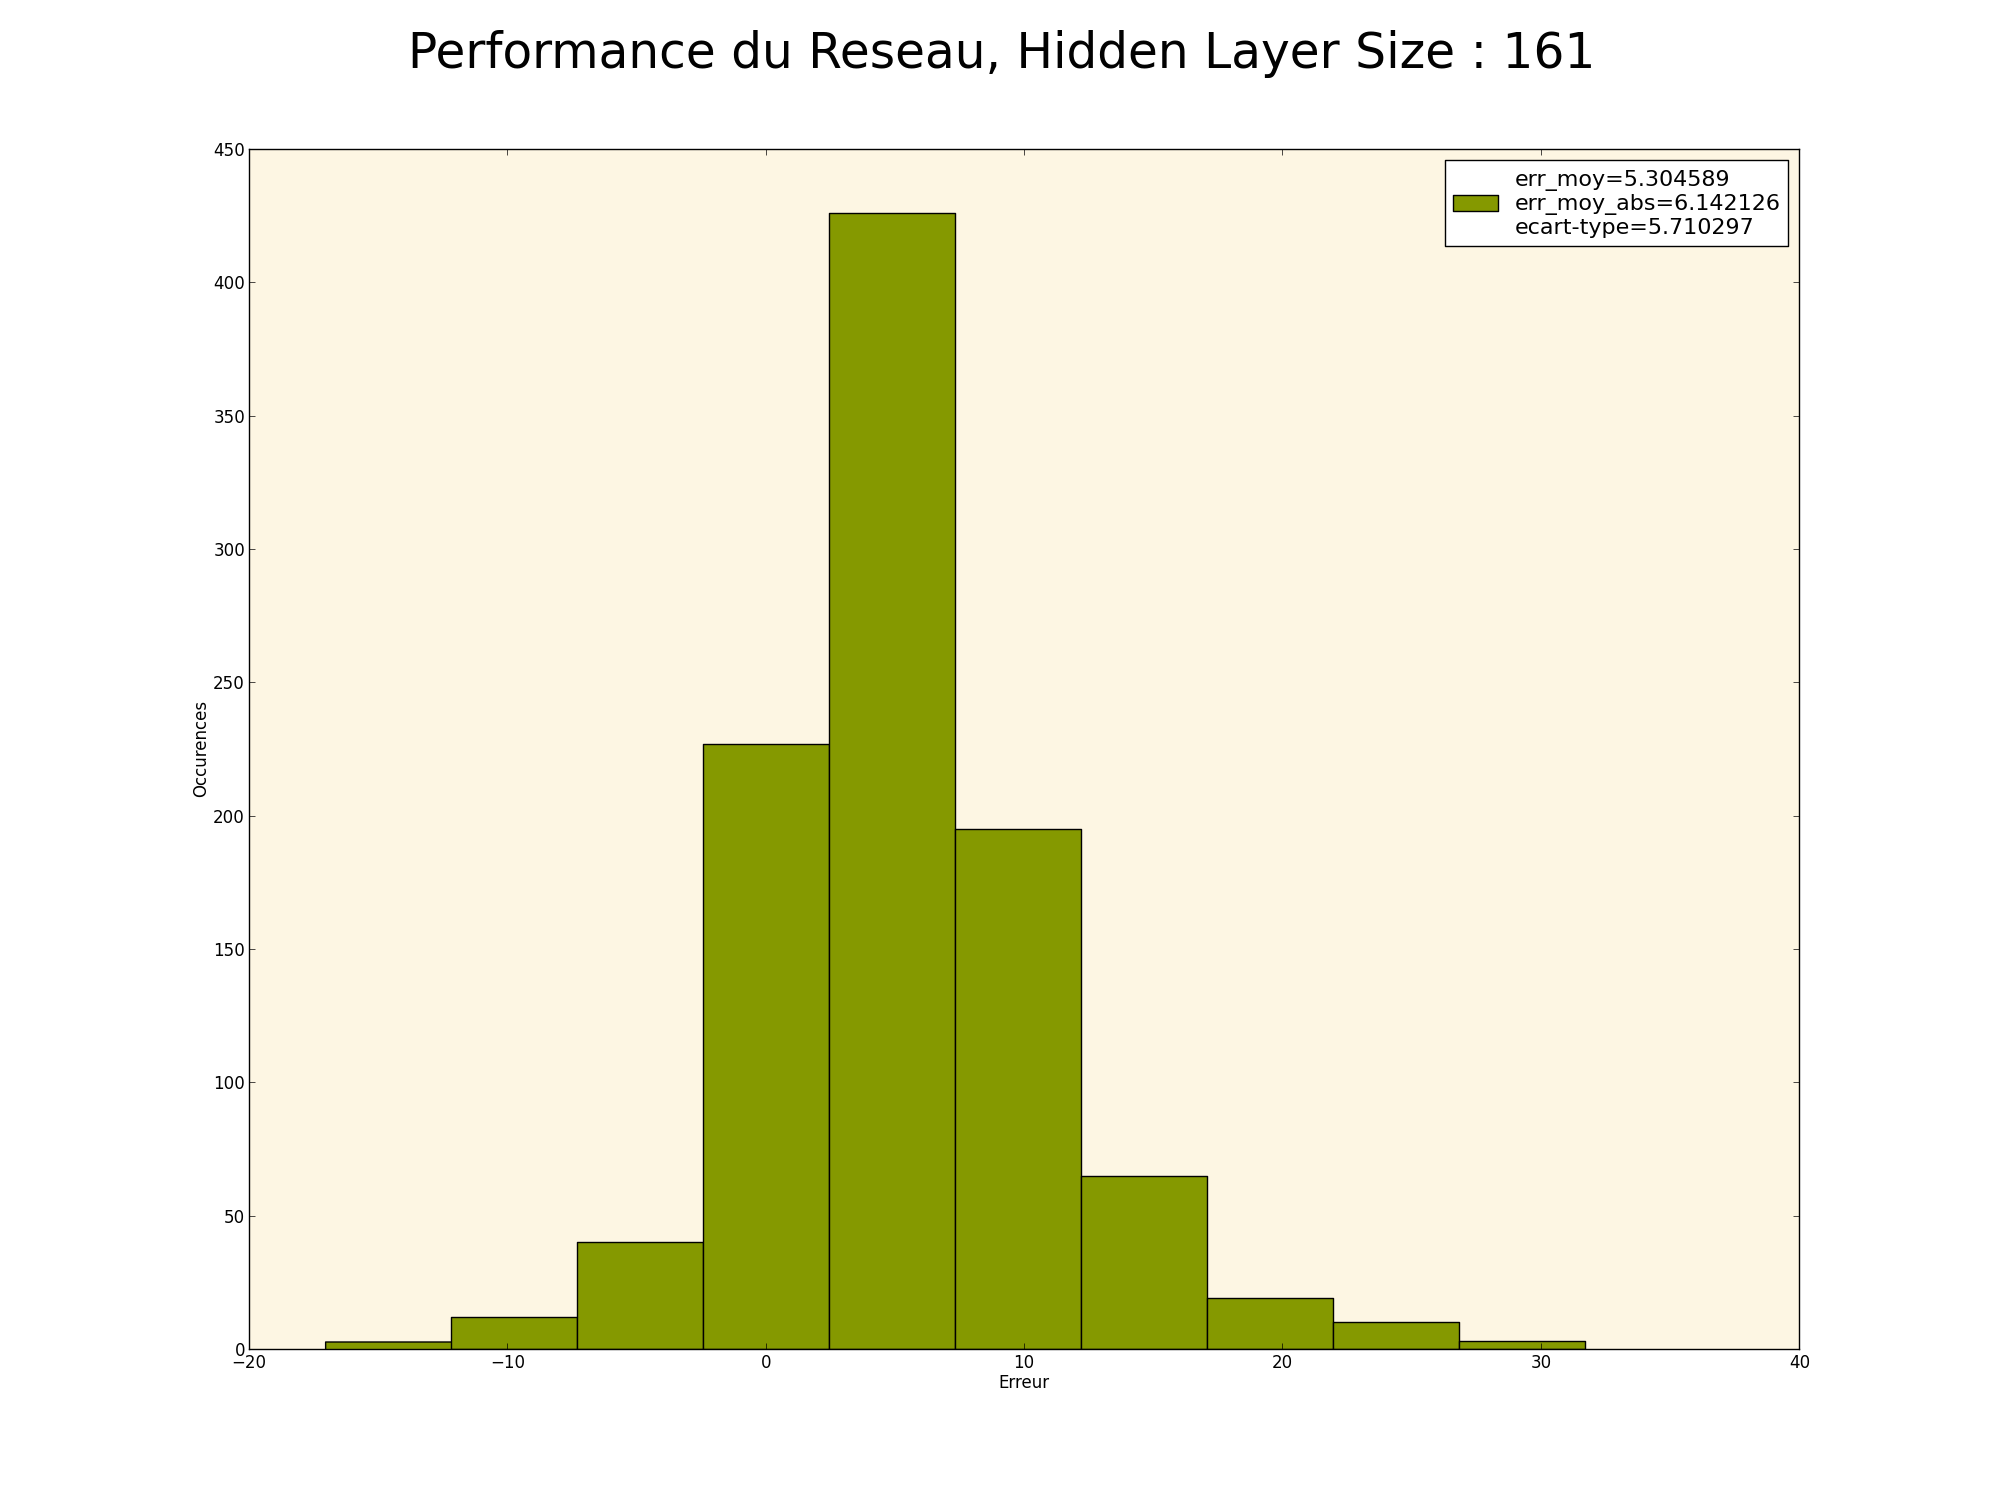 Performance du Reseau, Hidden Layer Size : 161
err_moy=5.304589
err_moy_abs=6.142126
ecart-type=5.710297
450
400
350
300
250
200
150
100
50
0
Occurences
−20
−10
0
10
20
30
40
Erreur